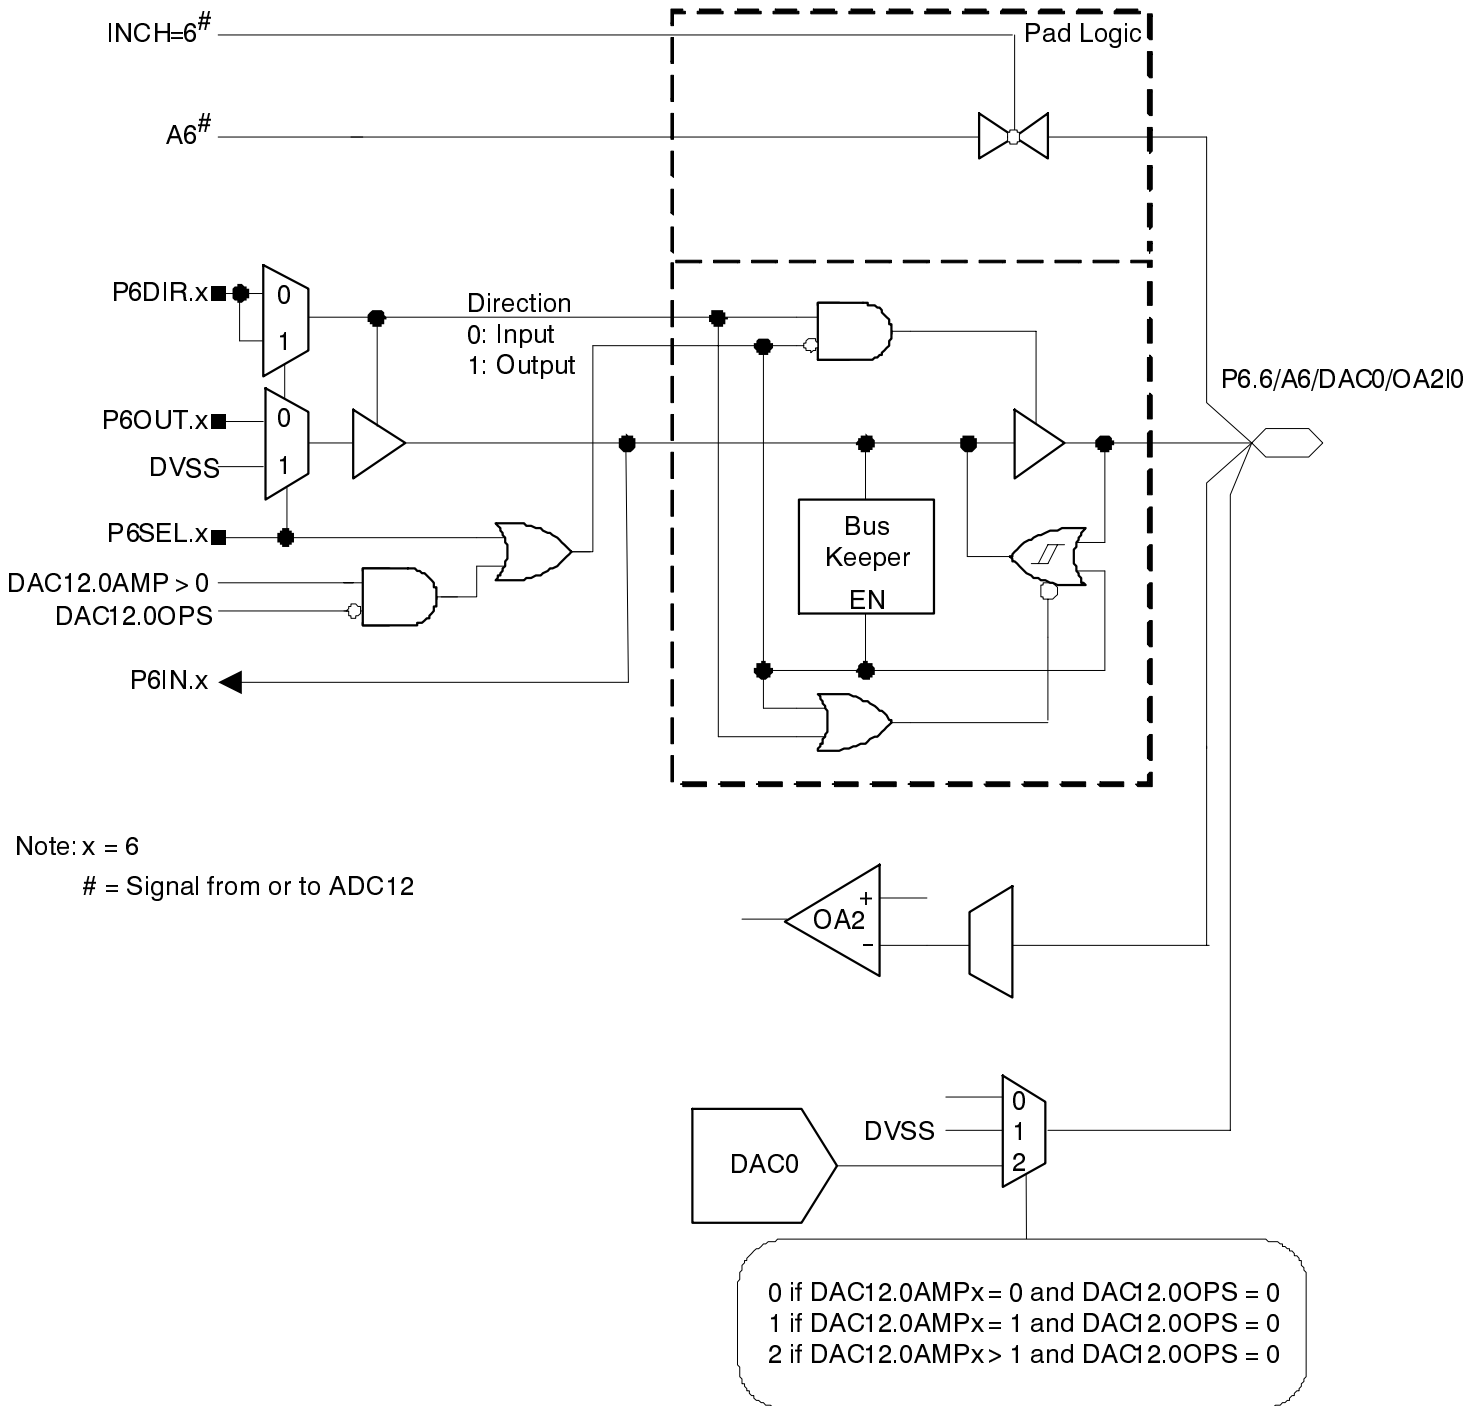 INCH=6#
Pad Logic
A6#
P6DIR.x
0
1
Direction
0: Input
1: Output
P6.6/A6/DAC0/OA2I0
P6OUT.x
0
DVSS
1
P6SEL.x
Bus
Keeper
EN
DAC12.0AMP > 0
DAC12.0OPS
P6IN.x
Note: x = 6
# = Signal from or to ADC12
+
OA2
−
0
DVSS
1
DAC0
2
0 if DAC12.0AMPx = 0 and DAC12.0OPS = 0
1 if DAC12.0AMPx = 1 and DAC12.0OPS = 0
2 if DAC12.0AMPx > 1 and DAC12.0OPS = 0